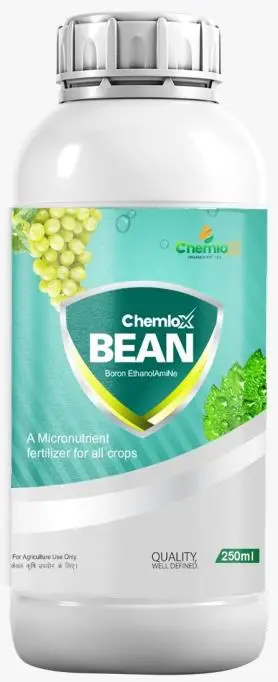 Chemlox
Chemlox
BEAN
Boron EthanolAmiNe
A Micronutrient
fertilizer for all crops
For Agriculture Use Only.
केवल कृषि उपयोग के लिए।
QUALITY,
WELL DEFINED.
250ml